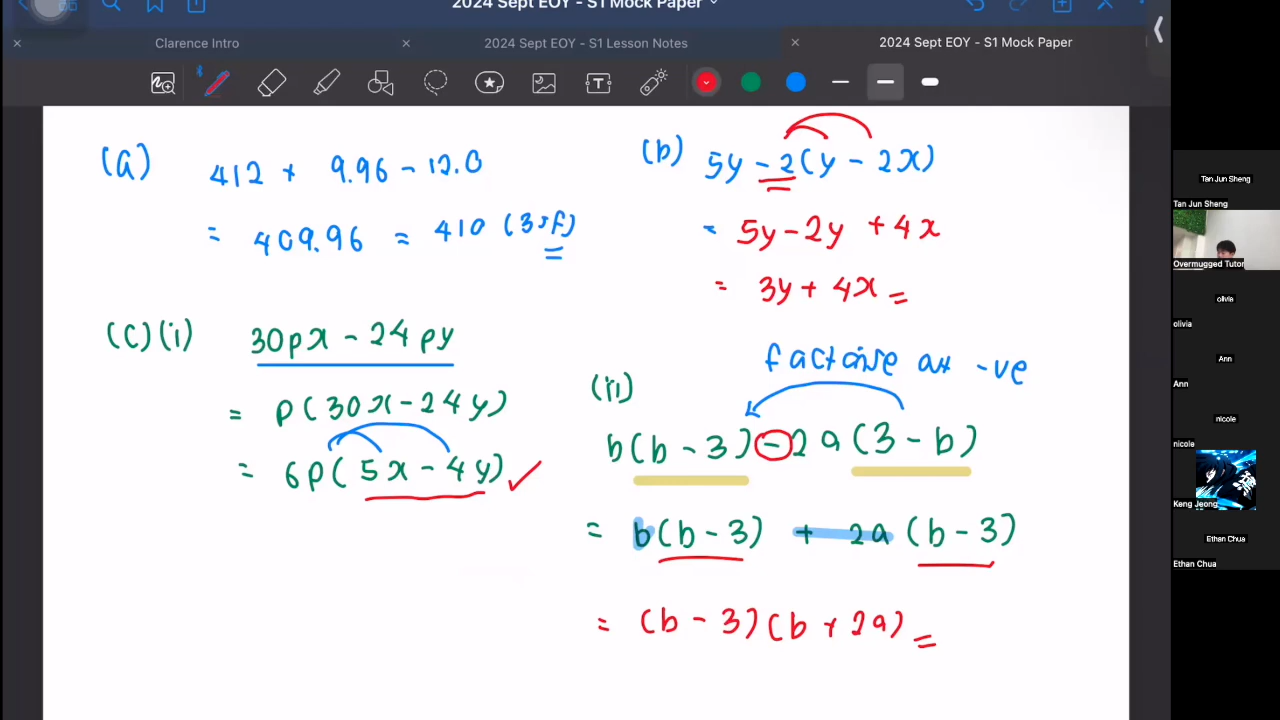 2024 Sept EOY - S1 Mock Paper
Clarence Intro
2024 Sept EOY - S1 Lesson Notes
2024 Sept EOY - S1 Mock Paper
(a) 412 + 9.96 - 12.0
= 409.96 = 410 (3sf)
(b) 5y - 2(y - 2x)
= 5y - 2y + 4x
= 3y + 4x =
(c)(i) 30px - 24py
= p(30x - 24y)
= 6p(5x - 4y)
factorise at -ve
(ii)
b(b - 3) - 2a(3 - b)
= b(b - 3) + 2a(b - 3)
= (b - 3)(b + 2a) =
Tan Jun Sheng
Tan Jun Sheng
Overmugged Tutor
olivia
olivia
Ann
Ann
nicole
nicole
Keng Jeong
Ethan Chua
Ethan Chua